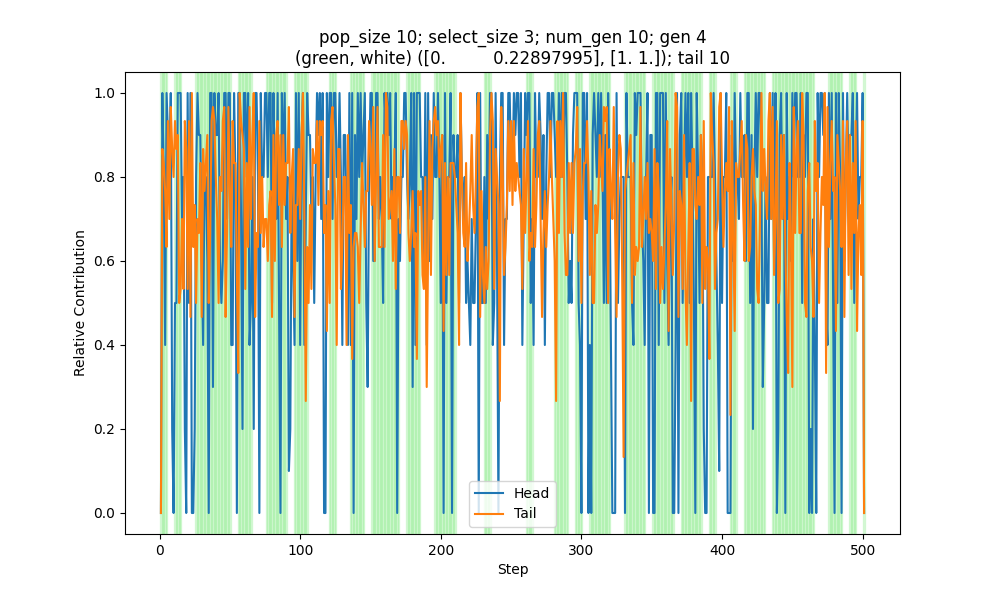 pop_size 10; select_size 3; num_gen 10; gen 4
(green, white) ([0.         0.22897995], [1. 1.]); tail 10
1.0
0.8
0.6
0.4
0.2
0.0
Relative Contribution
Head
Tail
0
100
200
300
400
500
Step